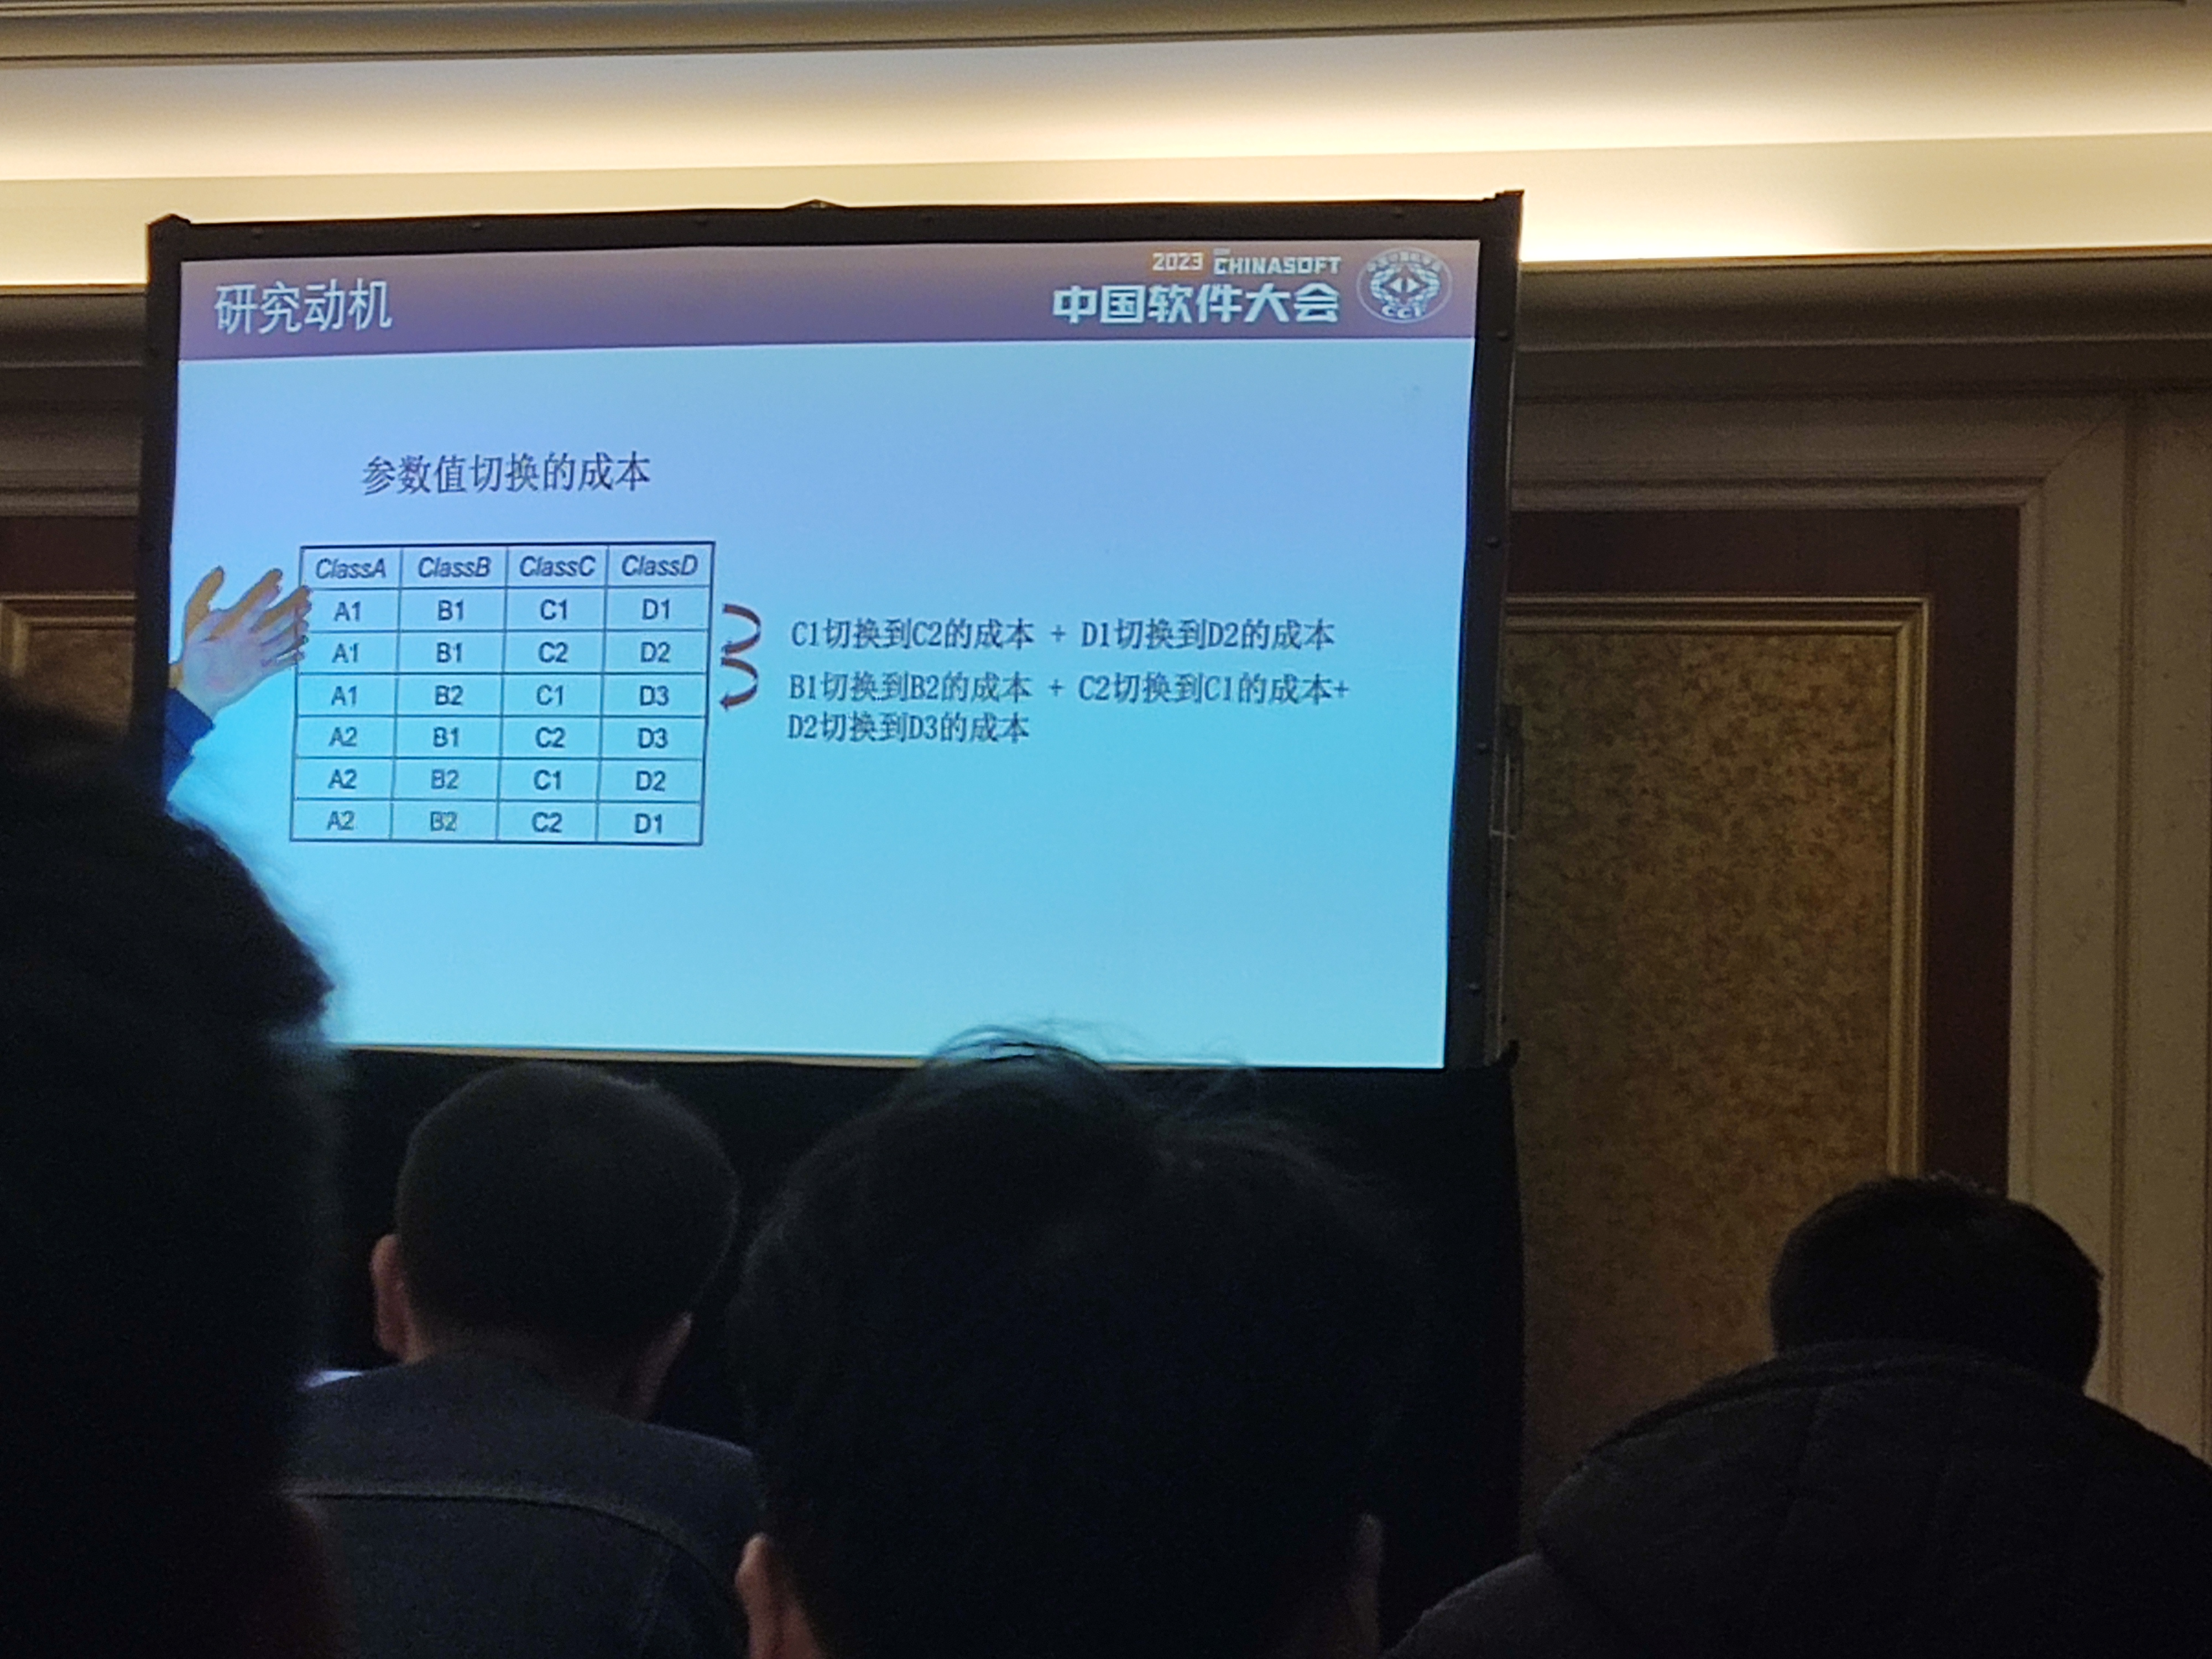 研究动机
2023 CHINASOFT
中国软件大会
CCF
参数值切换的成本
ClassA ClassB ClassC ClassD
A1 B1 C1 D1
A1 B1 C2 D2
A1 B2 C1 D3
A2 B1 C2 D3
A2 B2 C1 D2
A2 B2 C2 D1
C1切换到C2的成本 + D1切换到D2的成本
B1切换到B2的成本 + C2切换到C1的成本+
D2切换到D3的成本